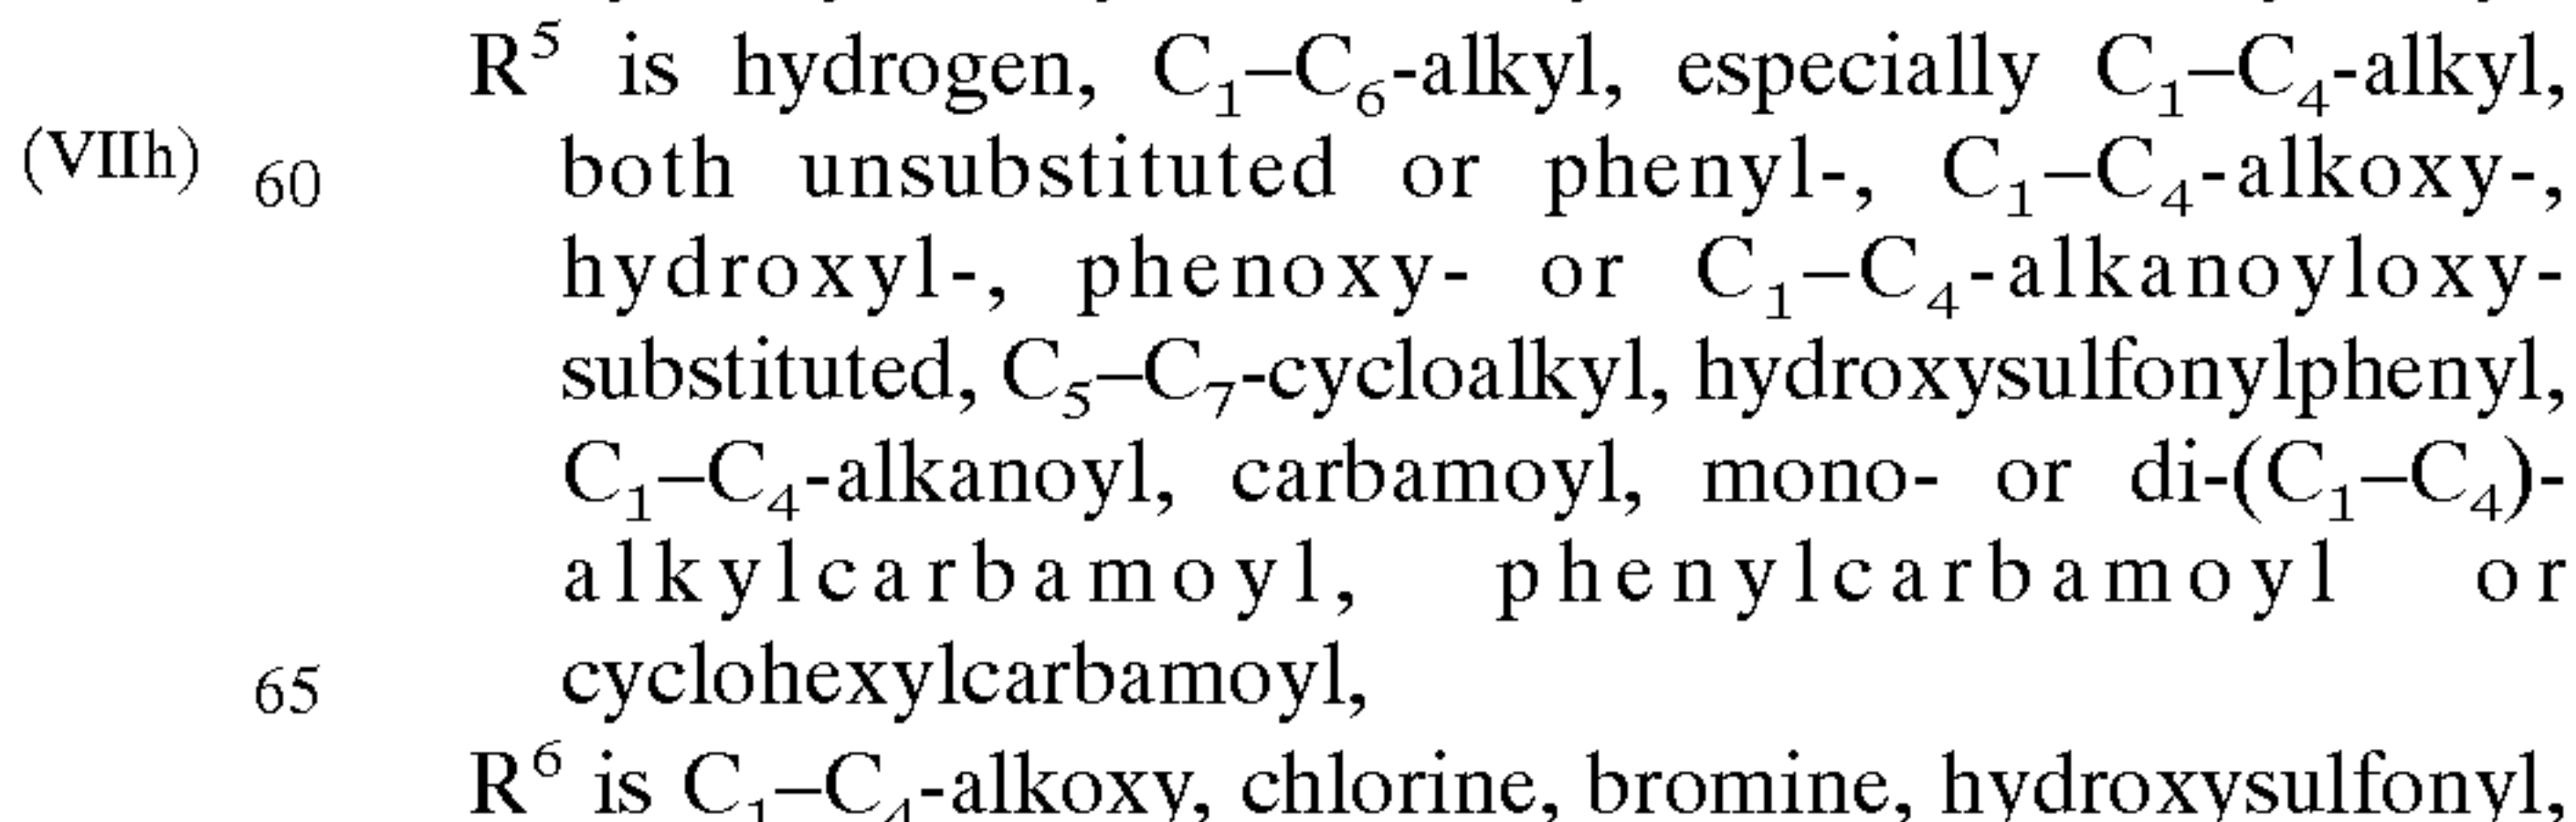 R⁵ is hydrogen, C₁–C₆-alkyl, especially C₁–C₄-alkyl,
(VIIh) 60 both unsubstituted or phenyl-, C₁–C₄-alkoxy-,
hydroxyl-, phenoxy- or C₁–C₄-alkanoyloxy-
substituted, C₅–C₇-cycloalkyl, hydroxysulfonylphenyl,
C₁–C₄-alkanoyl, carbamoyl, mono- or di-(C₁–C₄)-
alkylcarbamoyl, phenylcarbamoyl or
65 cyclohexylcarbamoyl,
R⁶ is C₁–C₄-alkoxy, chlorine, bromine, hydroxysulfonyl,